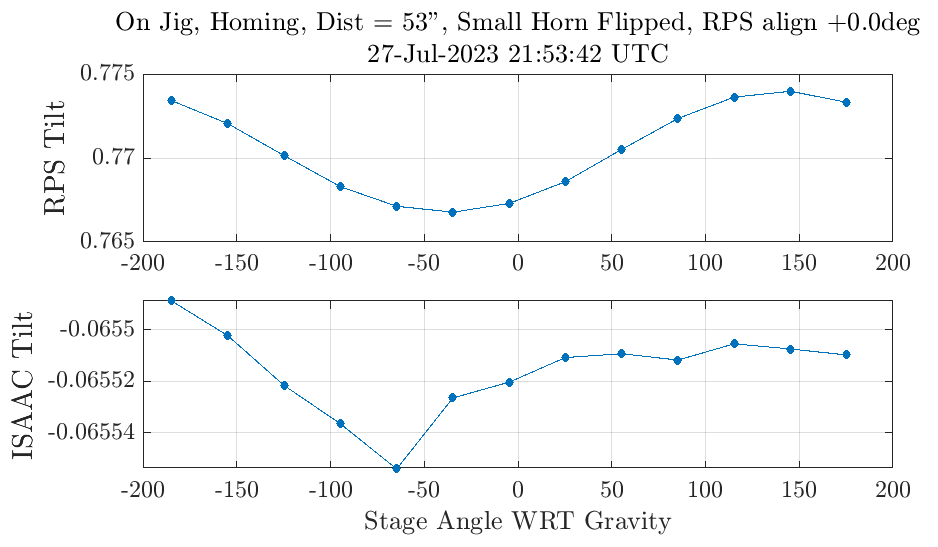 On Jig, Homing, Dist = 53”, Small Horn Flipped, RPS align +0.0deg
27-Jul-2023 21:53:42 UTC
0.775
0.77
0.765
RPS Tilt
-200 -150 -100 -50 0 50 100 150 200
-0.0655
-0.06552
-0.06554
ISAAC Tilt
-200 -150 -100 -50 0 50 100 150 200
Stage Angle WRT Gravity